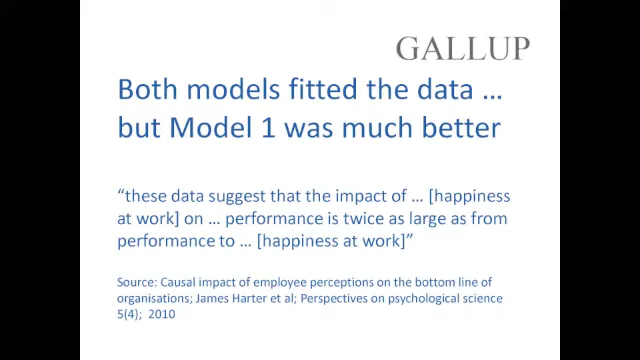 GALLUP
Both models fitted the data …
but Model 1 was much better
“these data suggest that the impact of … [happiness
at work] on … performance is twice as large as from
performance to … [happiness at work]”
Source: Causal impact of employee perceptions on the bottom line of
organisations; James Harter et al; Perspectives on psychological science
5(4);  2010